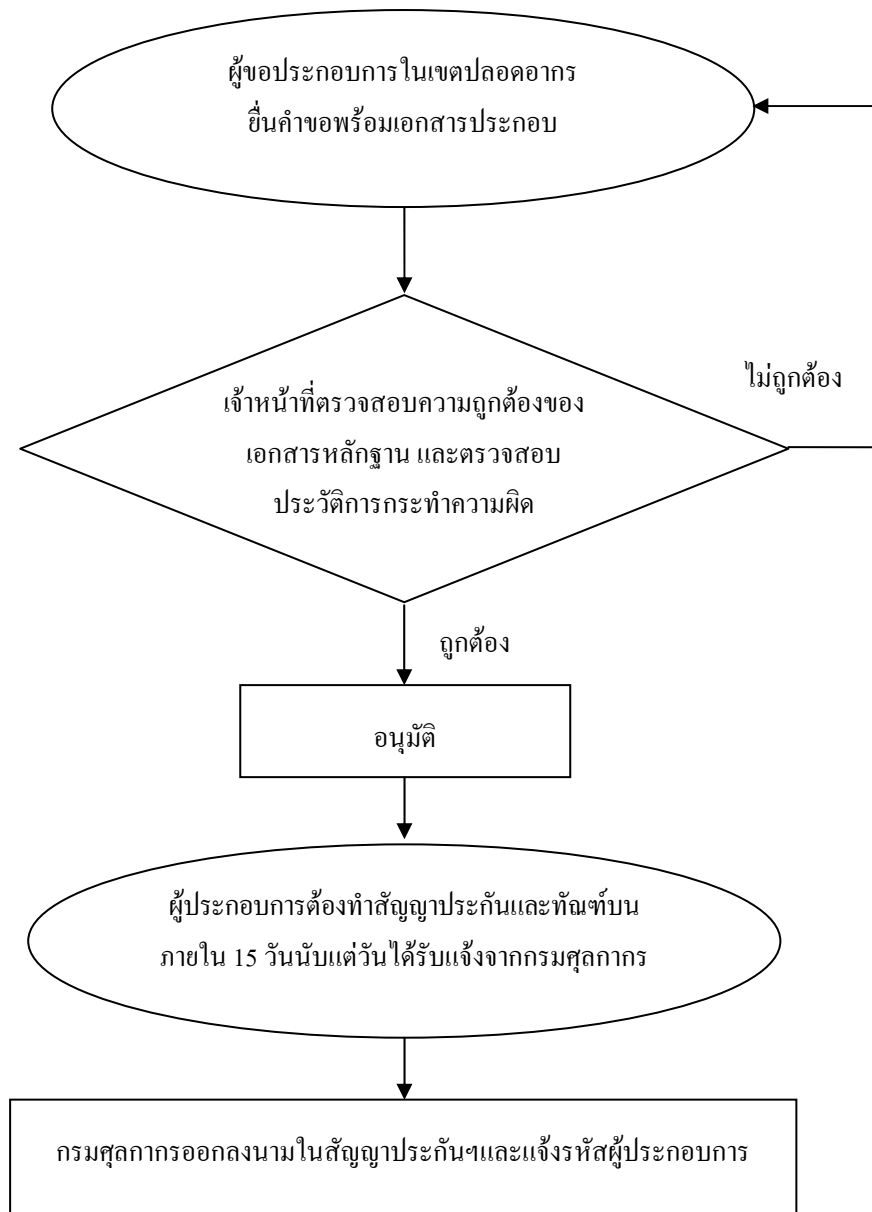 ผู้ขอประกอบการในเขตปลอดอากร
ยื่นคำขอพร้อมเอกสารประกอบ
ไม่ถูกต้อง
เจ้าหน้าที่ตรวจสอบความถูกต้องของ
เอกสารหลักฐาน และตรวจสอบ
ประวัติการกระทำความผิด
ถูกต้อง
อนุมัติ
ผู้ประกอบการต้องทำสัญญาประกันและทัณฑ์บน
ภายใน 15 วันนับแต่วันได้รับแจ้งจากกรมศุลกากร
กรมศุลกากรออกลงนามในสัญญาประกันฯและแจ้งรหัสผู้ประกอบการ